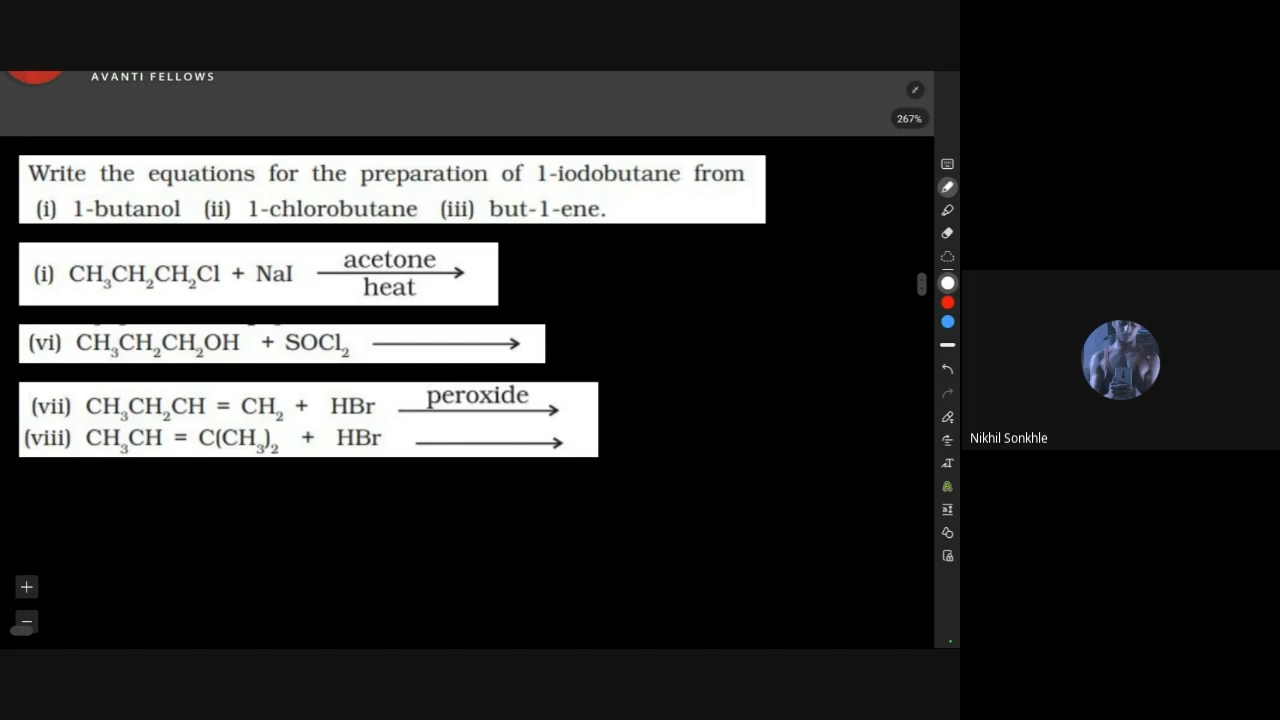 AVANTI FELLOWS
267%
Write the equations for the preparation of 1-iodobutane from
(i) 1-butanol (ii) 1-chlorobutane (iii) but-1-ene.
(i) CH₃CH₂CH₂Cl + NaI acetone heat
(vi) CH₃CH₂CH₂OH + SOCl₂
(vii) CH₃CH₂CH = CH₂ + HBr peroxide
(viii) CH₃CH = C(CH₃)₂ + HBr
Nikhil Sonkhle